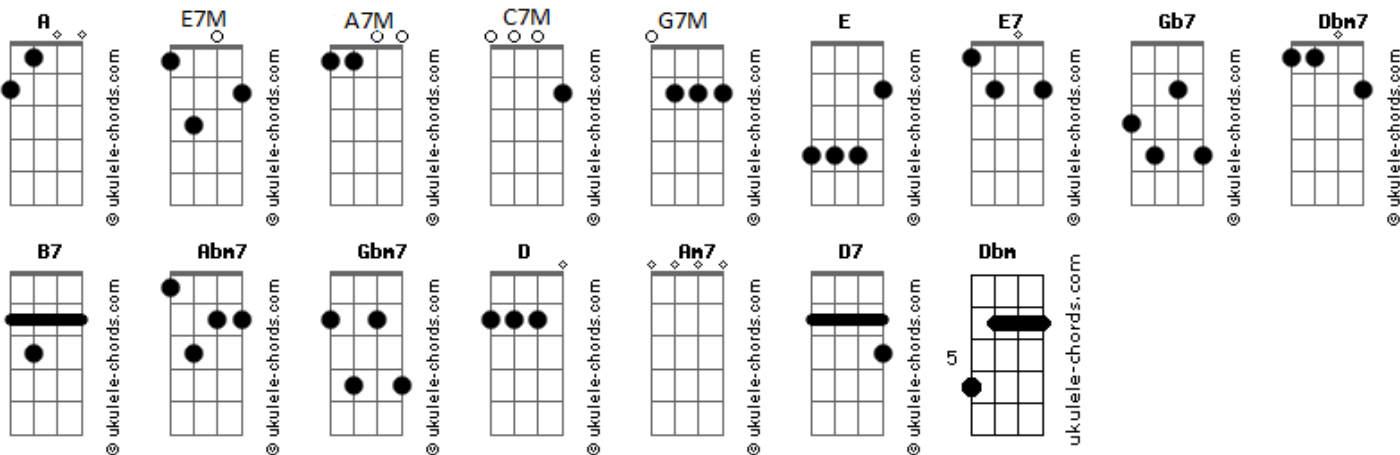 A E7M A7M C7M G7M E E7 Gb7 Dbm7
© ukulele-chords.com © ukulele-chords.com © ukulele-chords.com © ukulele-chords.com © ukulele-chords.com © ukulele-chords.com © ukulele-chords.com © ukulele-chords.com © ukulele-chords.com
B7 Abm7 Gbm7 D Am7 D7 Dbm
5
© ukulele-chords.com © ukulele-chords.com © ukulele-chords.com © ukulele-chords.com © ukulele-chords.com © ukulele-chords.com ukulele-chords.com